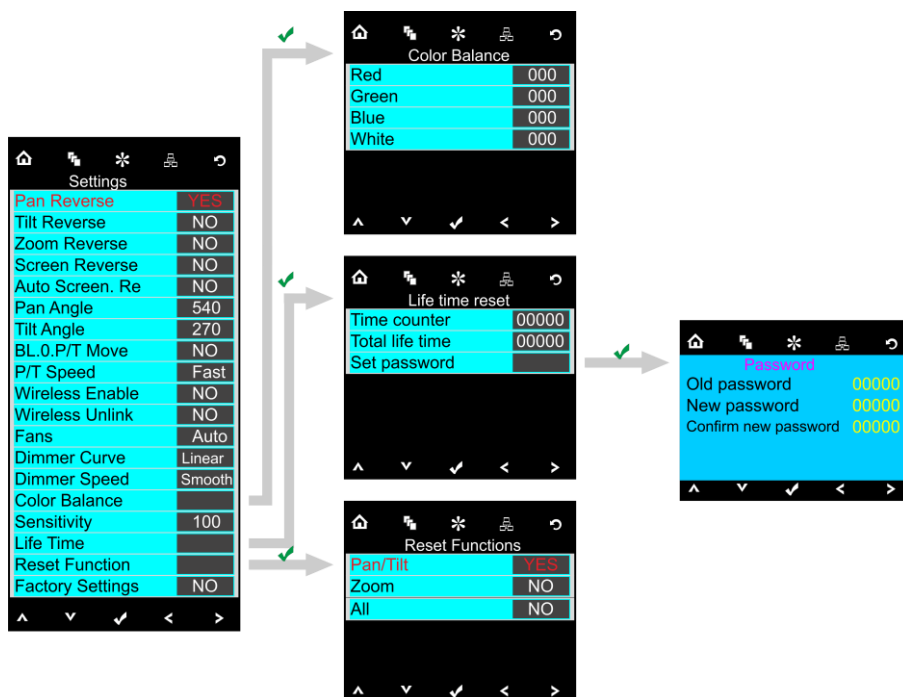 Settings
Pan Reverse YES
Tilt Reverse NO
Zoom Reverse NO
Screen Reverse NO
Auto Screen. Re NO
Pan Angle 540
Tilt Angle 270
BL.0.P/T Move NO
P/T Speed Fast
Wireless Enable NO
Wireless Unlink NO
Fans Auto
Dimmer Curve Linear
Dimmer Speed Smooth
Color Balance
Sensitivity 100
Life Time
Reset Function
Factory Settings NO
Color Balance
Red 000
Green 000
Blue 000
White 000
Life time reset
Time counter 00000
Total life time 00000
Set password
Reset Functions
Pan/Tilt YES
Zoom NO
All NO
Password
Old password 00000
New password 00000
Confirm new password 00000